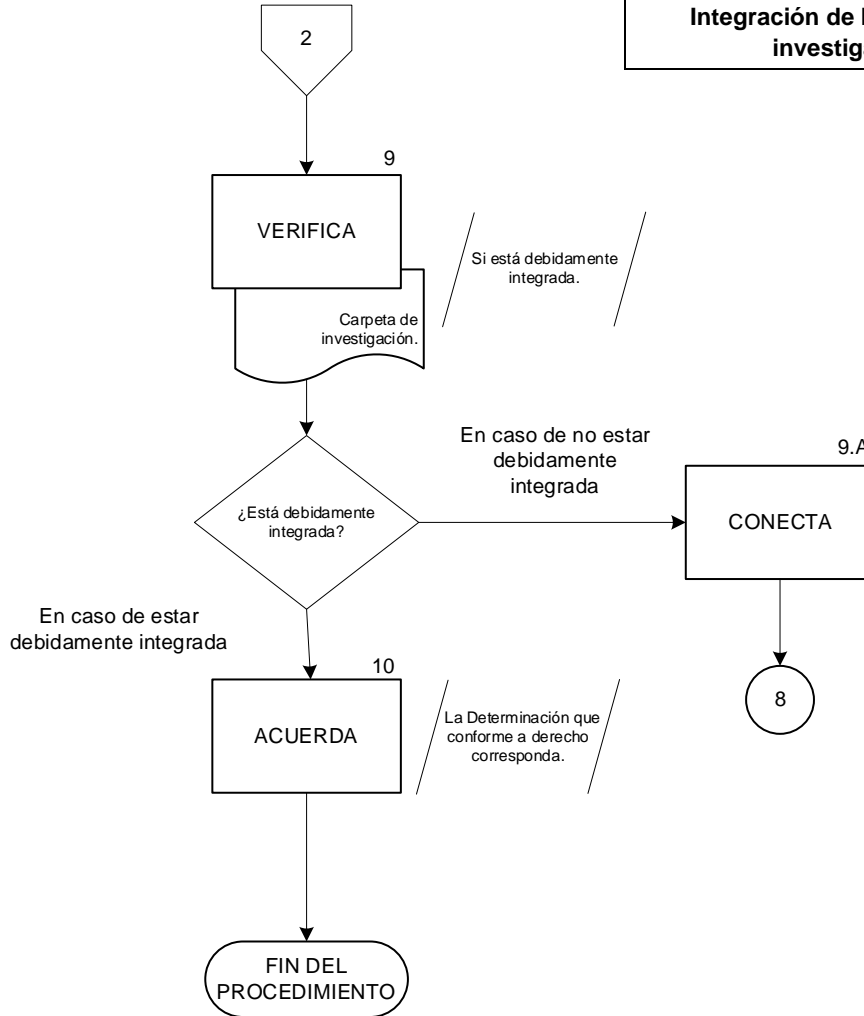 Integración de
investiga
2
9
VERIFICA
Si está debidamente
integrada.
Carpeta de
investigación.
¿Está debidamente
integrada?
En caso de no estar
debidamente
integrada
9.A
CONECTA
8
En caso de estar
debidamente integrada
10
ACUERDA
La Determinación que
conforme a derecho
corresponda.
FIN DEL
PROCEDIMIENTO